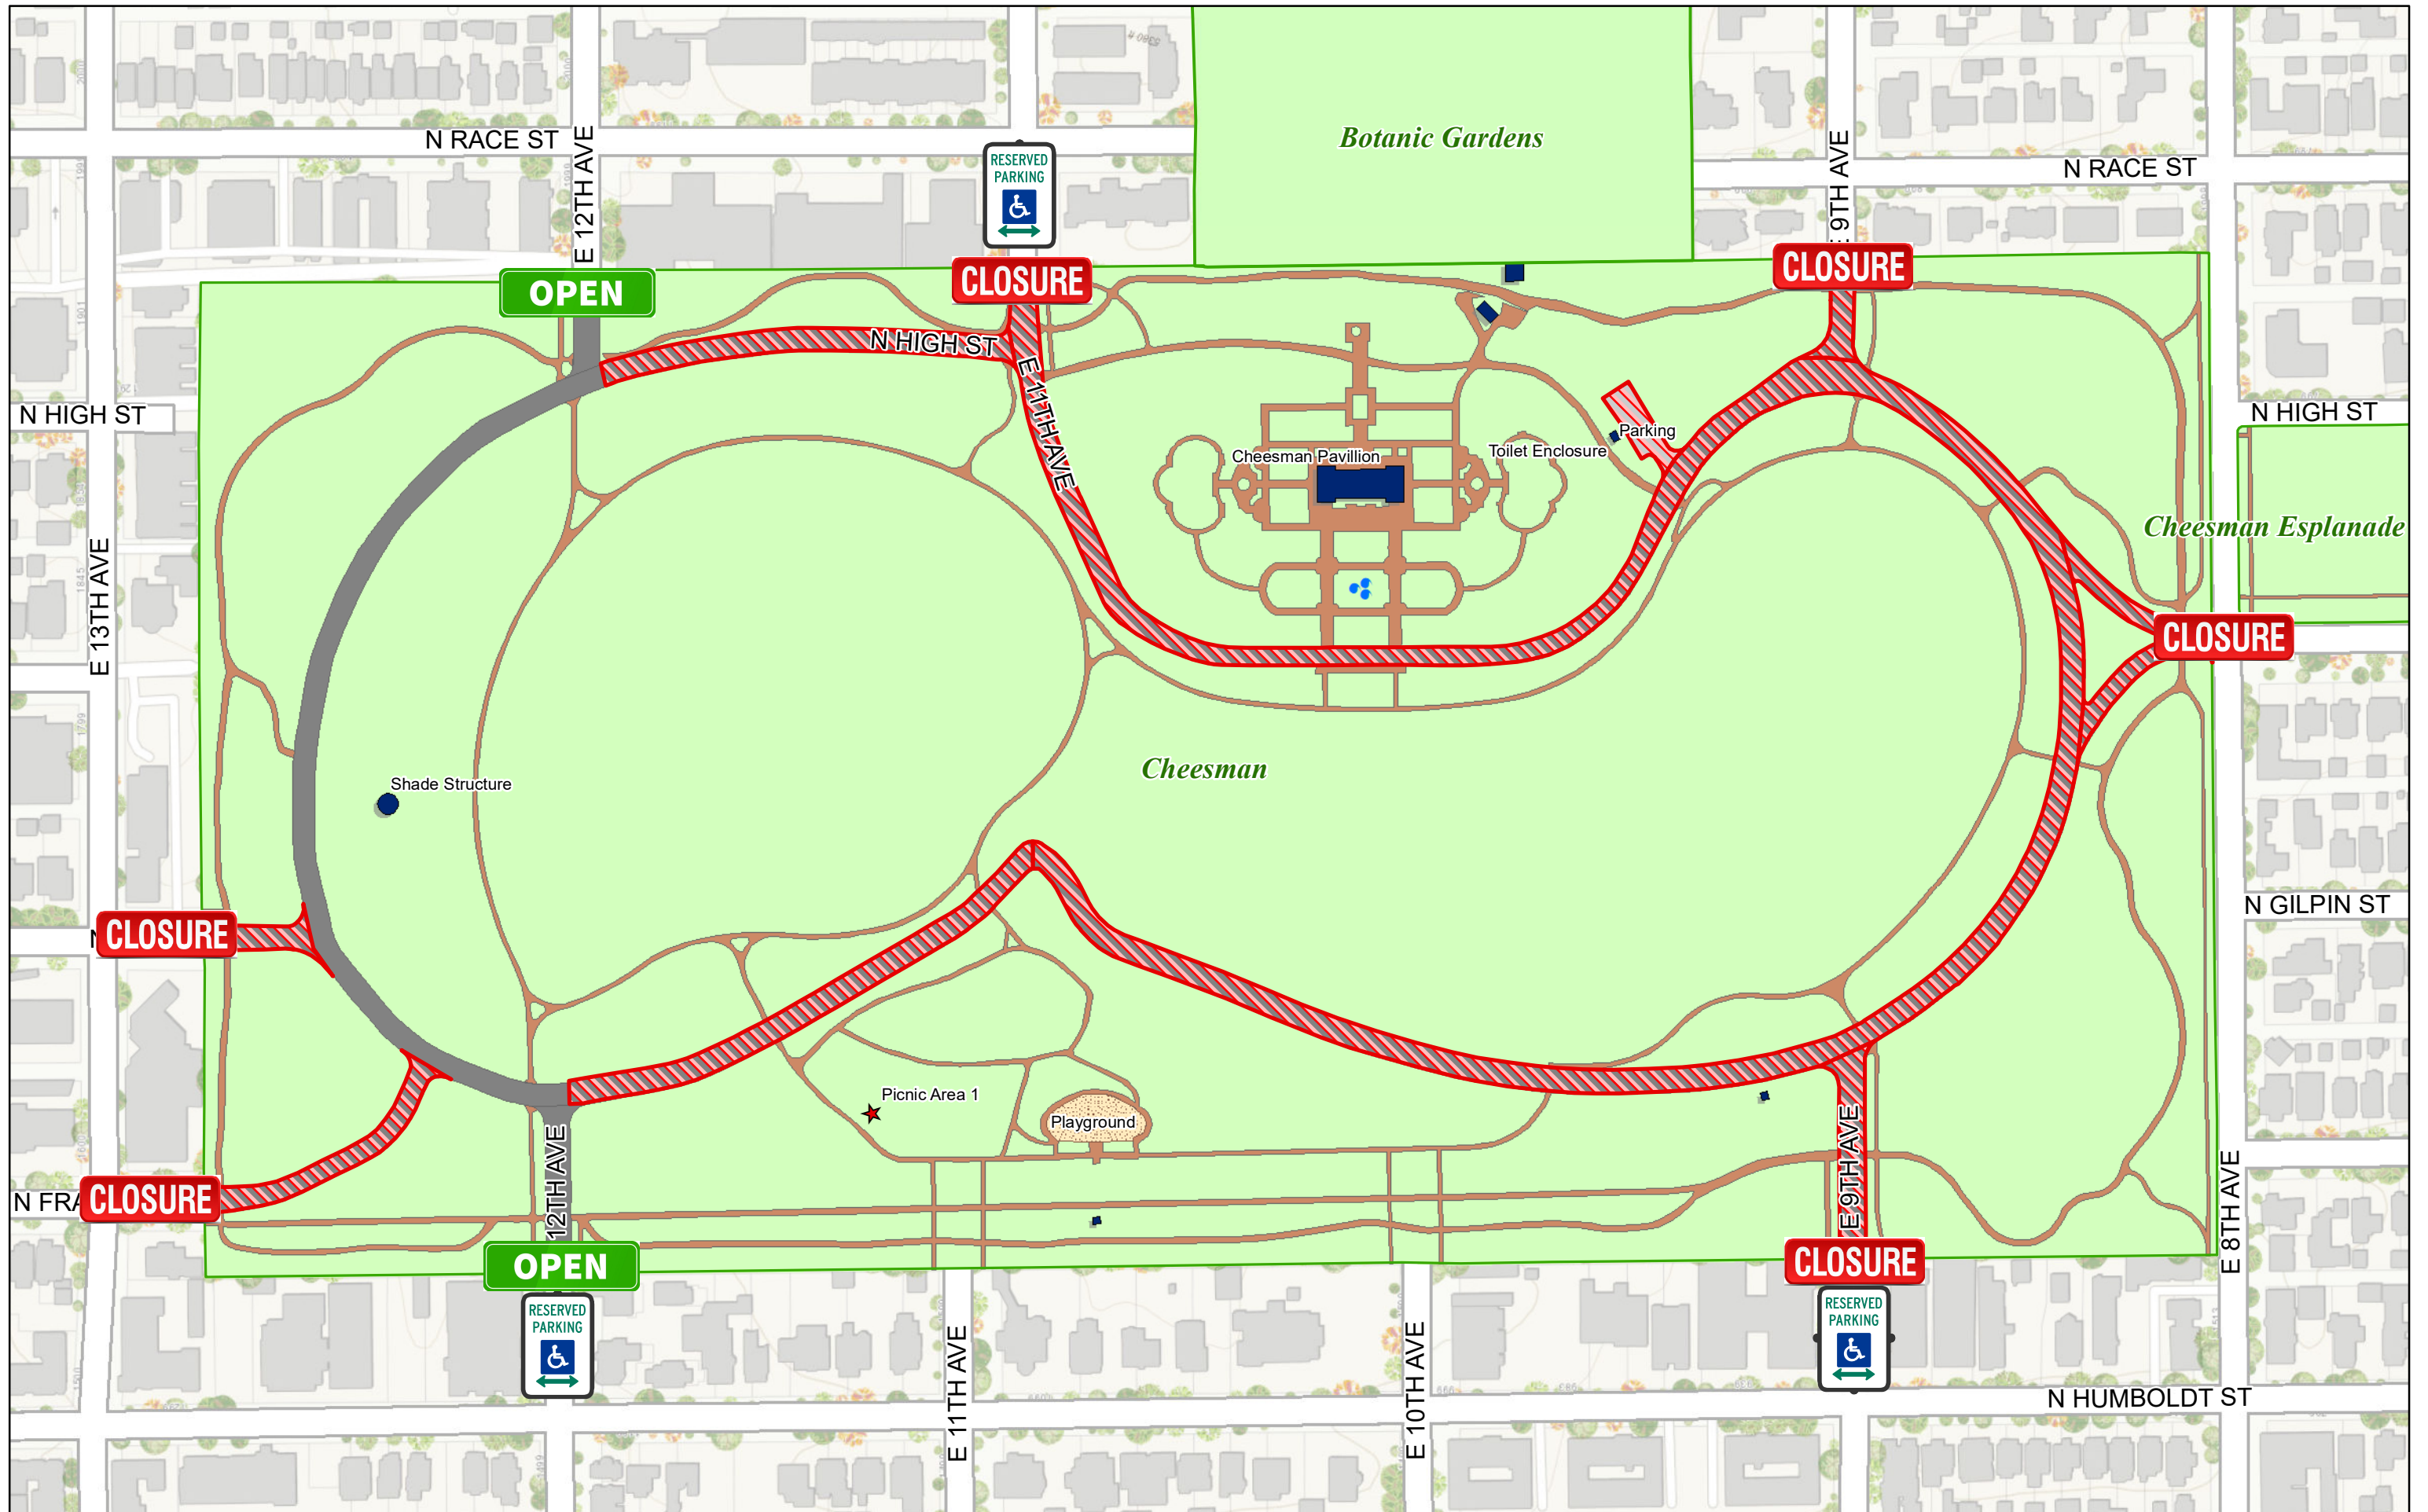 N RACE ST
E 12TH AVE
RESERVED
PARKING
Botanic Gardens
E 9TH AVE
N RACE ST
OPEN
CLOSURE
CLOSURE
N HIGH ST
E 11TH AVE
N HIGH ST
N HIGH ST
Parking
Toilet Enclosure
Cheesman Pavillion
Cheesman Esplanade
E 13TH AVE
CLOSURE
Cheesman
Shade Structure
N GILPIN ST
CLOSURE
Picnic Area 1
Playground
12TH AVE
E 9TH AVE
E 8TH AVE
N FRA
CLOSURE
OPEN
CLOSURE
RESERVED
PARKING
RESERVED
PARKING
E 11TH AVE
E 10TH AVE
N HUMBOLDT ST